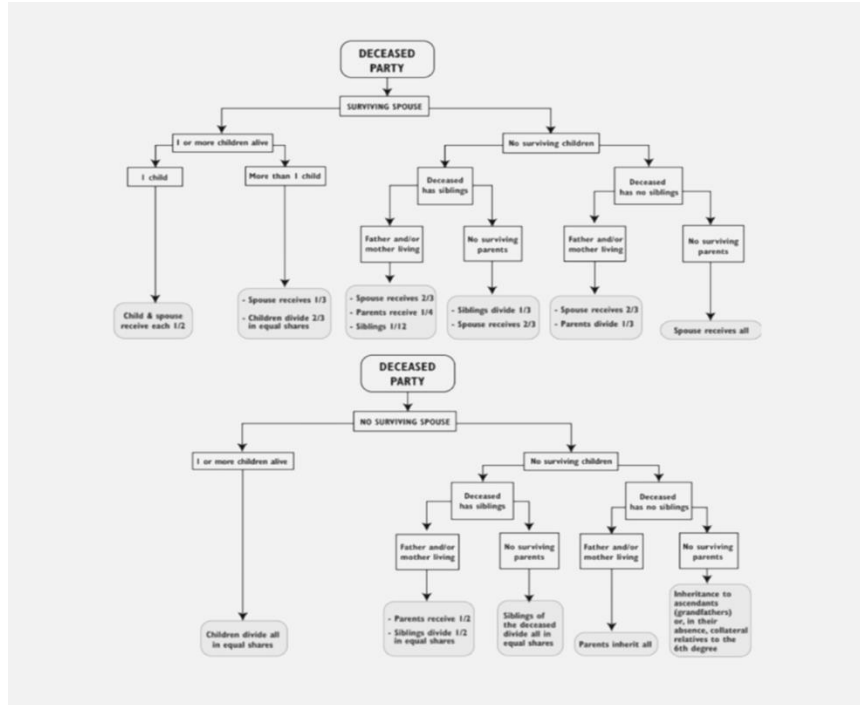 DECEASED
PARTY
SURVIVING SPOUSE
1 or more children alive
No surviving children
1 child
More than 1 child
Deceased
has siblings
Deceased
has no siblings
Father and/or
mother living
No surviving
parents
Father and/or
mother living
No surviving
parents
Child & spouse
receive each 1/2
- Spouse receives 1/3
- Children divide 2/3
in equal shares
- Spouse receives 2/3
- Parents receive 1/4
- Siblings 1/12
- Siblings divide 1/3
- Spouse receives 2/3
- Spouse receives 2/3
- Parents divide 1/3
Spouse receives all
DECEASED
PARTY
NO SURVIVING SPOUSE
1 or more children alive
No surviving children
Deceased
has siblings
Deceased
has no siblings
Father and/or
mother living
No surviving
parents
Father and/or
mother living
No surviving
parents
Children divide all
in equal shares
- Parents receive 1/2
- Siblings divide 1/2
in equal shares
Siblings of
the deceased
divide all in
equal shares
Parents inherit all
Inheritance to
ascendants
(grandfathers)
or, in their
absence, collateral
relatives to the
6th degree